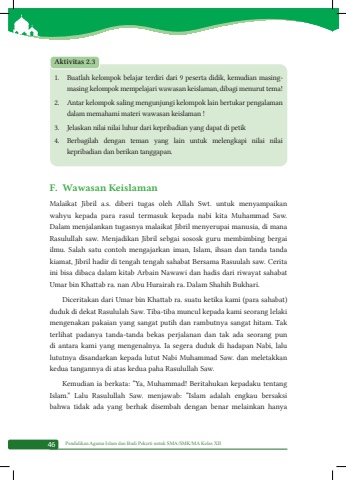 Aktivitas 2.3
1. Buatlah kelompok belajar terdiri dari 9 peserta didik, kemudian masing-
masing kelompok mempelajari wawasan keislaman, dibagi menurut tema!
2. Antar kelompok saling mengunjungi kelompok lain bertukar pengalaman
dalam memahami materi wawasan keislaman !
3. Jelaskan nilai nilai luhur dari kepribadian yang dapat di petik
4. Berbagilah dengan teman yang lain untuk melengkapi nilai nilai
kepribadian dan berikan tanggapan.
F. Wawasan Keislaman
Malaikat Jibril a.s. diberi tugas oleh Allah Swt. untuk menyampaikan
wahyu kepada para rasul termasuk kepada nabi kita Muhammad Saw.
Dalam menjalankan tugasnya malaikat Jibril menyerupai manusia, di mana
Rasulullah saw. Menjadikan Jibril sebgai sososk guru membimbing bergai
ilmu. Salah satu contoh mengajarkan iman, Islam, ihsan dan tanda tanda
kiamat, Jibril hadir di tengah tengah sahabat Bersama Rasululah saw. Cerita
ini bisa dibaca dalam kitab Arbain Nawawi dan hadis dari riwayat sahabat
Umar bin Khattab ra. nan Abu Hurairah ra. Dalam Shahih Bukhari.
Diceritakan dari Umar bin Khattab ra. suatu ketika kami (para sahabat)
duduk di dekat Rasululah Saw. Tiba-tiba muncul kepada kami seorang lelaki
mengenakan pakaian yang sangat putih dan rambutnya sangat hitam. Tak
terlihat padanya tanda-tanda bekas perjalanan dan tak ada seorang pun
di antara kami yang mengenalnya. Ia segera duduk di hadapan Nabi, lalu
lututnya disandarkan kepada lutut Nabi Muhammad Saw. dan meletakkan
kedua tangannya di atas kedua paha Rasulullah Saw.
Kemudian ia berkata: "Ya, Muhammad! Beritahukan kepadaku tentang
Islam." Lalu Rasulullah Saw. menjawab: "Islam adalah engkau bersaksi
bahwa tidak ada yang berhak disembah dengan benar melainkan hanya
46 Pendidikan Agama Islam dan Budi Pekerti untuk SMA/SMK/MA Kelas XII